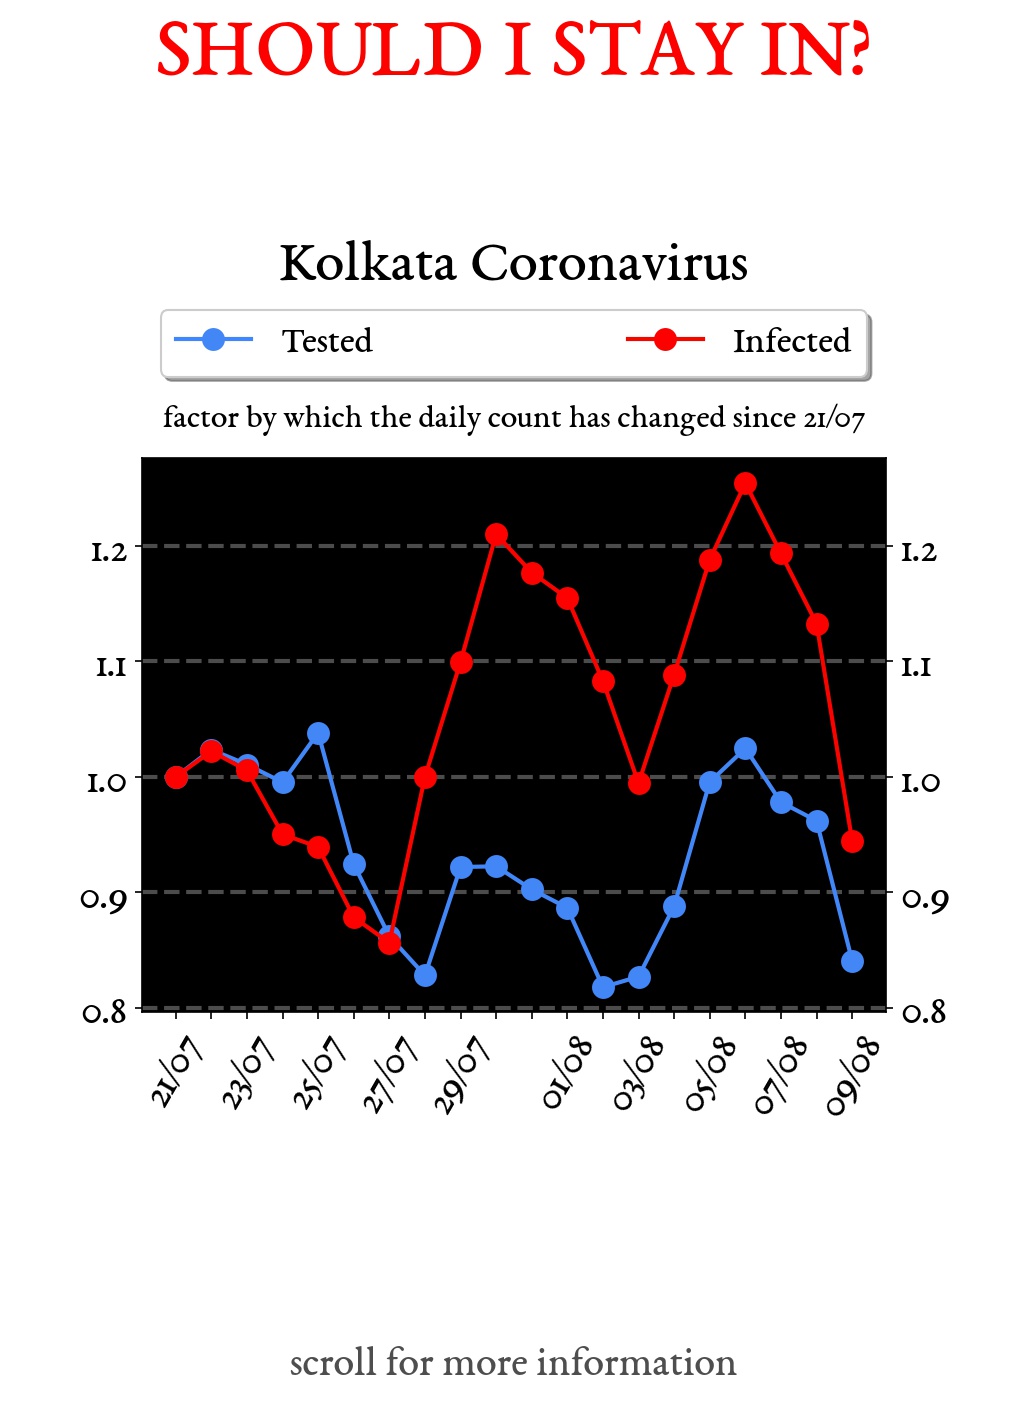 SHOULD I STAY IN?
Kolkata Coronavirus
Tested Infected
factor by which the daily count has changed since 21/07
1.2 1.2
1.1 1.1
1.0 1.0
0.9 0.9
0.8 0.8
21/07 23/07 25/07 27/07 29/07 01/08 03/08 05/08 07/08 09/08
scroll for more information